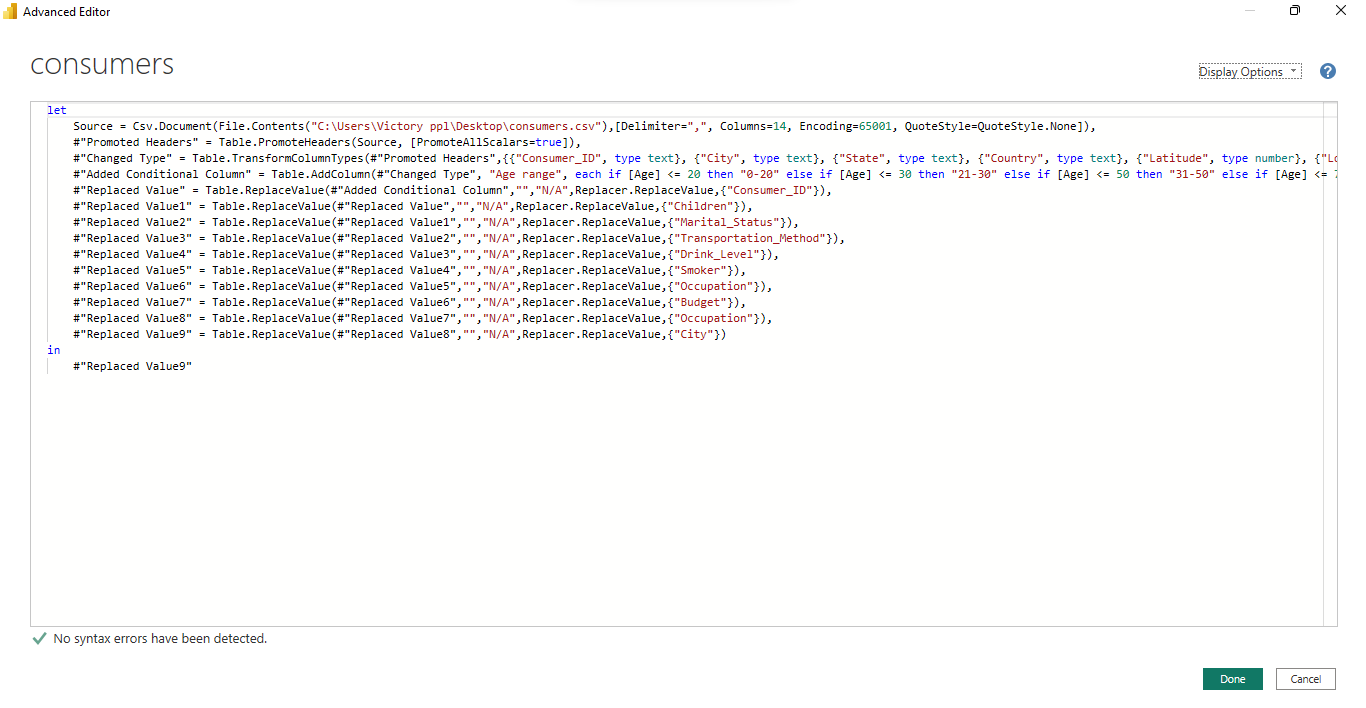 Advanced Editor
consumers
Display Options
?
let
Source = Csv.Document(File.Contents("C:\Users\Victory ppl\Desktop\consumers.csv"),[Delimiter=",", Columns=14, Encoding=65001, QuoteStyle=QuoteStyle.None]),
#"Promoted Headers" = Table.PromoteHeaders(Source, [PromoteAllScalars=true]),
#"Changed Type" = Table.TransformColumnTypes(#"Promoted Headers",{{"Consumer_ID", type text}, {"City", type text}, {"State", type text}, {"Country", type text}, {"Latitude", type number}, {"Lo
#"Added Conditional Column" = Table.AddColumn(#"Changed Type", "Age range", each if [Age] <= 20 then "0-20" else if [Age] <= 30 then "21-30" else if [Age] <= 50 then "31-50" else if [Age] <= 7
#"Replaced Value" = Table.ReplaceValue(#"Added Conditional Column","","N/A",Replacer.ReplaceValue,{"Consumer_ID"}),
#"Replaced Value1" = Table.ReplaceValue(#"Replaced Value","","N/A",Replacer.ReplaceValue,{"Children"}),
#"Replaced Value2" = Table.ReplaceValue(#"Replaced Value1","","N/A",Replacer.ReplaceValue,{"Marital_Status"}),
#"Replaced Value3" = Table.ReplaceValue(#"Replaced Value2","","N/A",Replacer.ReplaceValue,{"Transportation_Method"}),
#"Replaced Value4" = Table.ReplaceValue(#"Replaced Value3","","N/A",Replacer.ReplaceValue,{"Drink_Level"}),
#"Replaced Value5" = Table.ReplaceValue(#"Replaced Value4","","N/A",Replacer.ReplaceValue,{"Smoker"}),
#"Replaced Value6" = Table.ReplaceValue(#"Replaced Value5","","N/A",Replacer.ReplaceValue,{"Occupation"}),
#"Replaced Value7" = Table.ReplaceValue(#"Replaced Value6","","N/A",Replacer.ReplaceValue,{"Budget"}),
#"Replaced Value8" = Table.ReplaceValue(#"Replaced Value7","","N/A",Replacer.ReplaceValue,{"Occupation"}),
#"Replaced Value9" = Table.ReplaceValue(#"Replaced Value8","","N/A",Replacer.ReplaceValue,{"City"})
in
#"Replaced Value9"
No syntax errors have been detected.
Done
Cancel